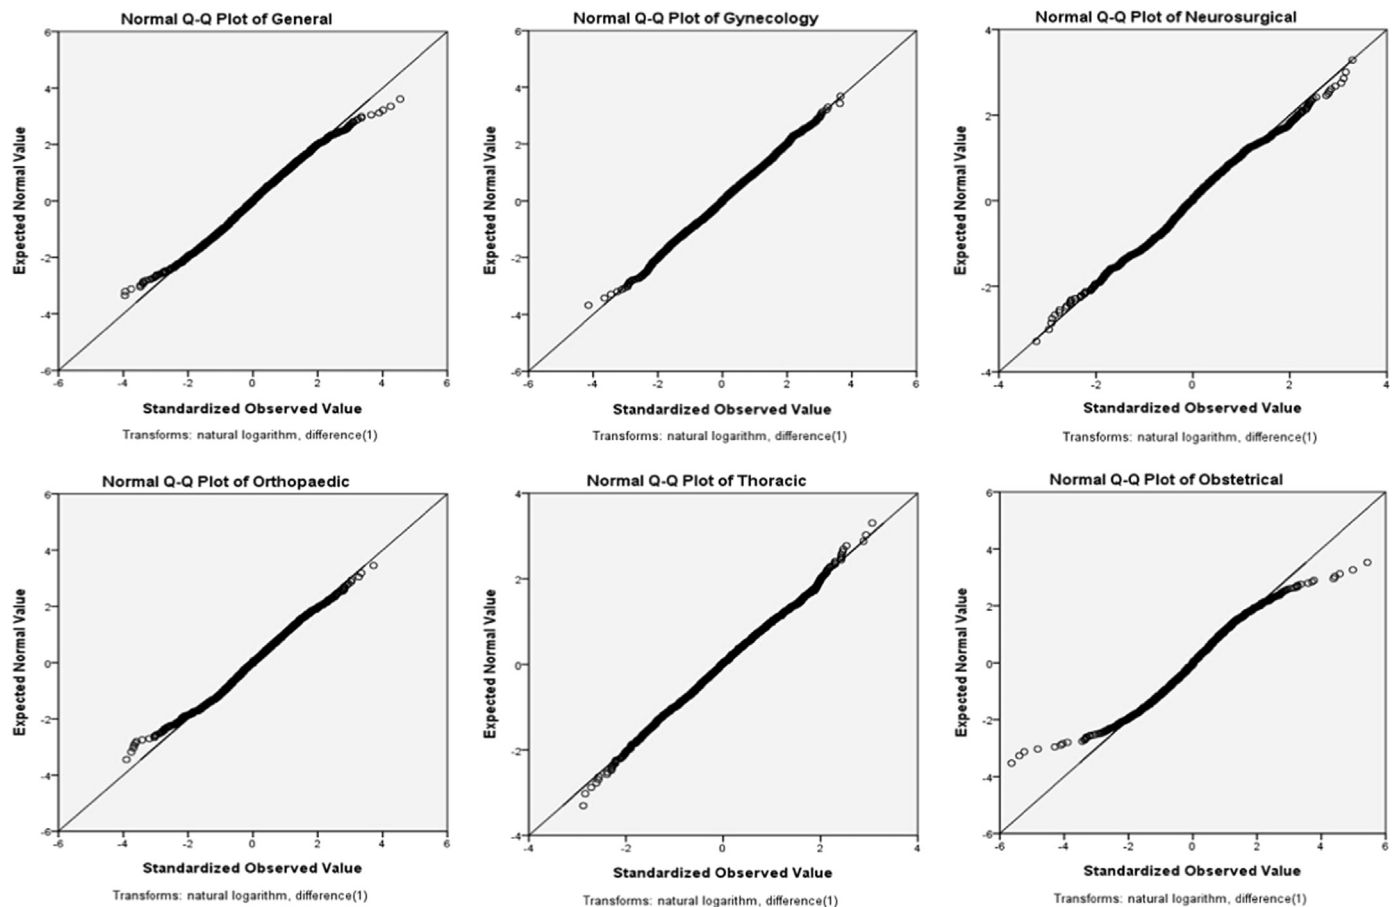 Normal Q-Q Plot of General
Expected Normal Value
6
4
2
0
-2
-4
-6
-6 -4 -2 0 2 4 6
Standardized Observed Value
Transforms: natural logarithm, difference(1)
Normal Q-Q Plot of Gynecology
Expected Normal Value
6
4
2
0
-2
-4
-6
-6 -4 -2 0 2 4 6
Standardized Observed Value
Transforms: natural logarithm, difference(1)
Normal Q-Q Plot of Neurosurgical
Expected Normal Value
4
2
0
-2
-4
-4 -2 0 2 4
Standardized Observed Value
Transforms: natural logarithm, difference(1)
Normal Q-Q Plot of Orthopaedic
Expected Normal Value
6
4
2
0
-2
-4
-6
-6 -4 -2 0 2 4 6
Standardized Observed Value
Transforms: natural logarithm, difference(1)
Normal Q-Q Plot of Thoracic
Expected Normal Value
4
2
0
-2
-4
-4 -2 0 2 4
Standardized Observed Value
Transforms: natural logarithm, difference(1)
Normal Q-Q Plot of Obstetrical
Expected Normal Value
6
4
2
0
-2
-4
-6
-6 -4 -2 0 2 4 6
Standardized Observed Value
Transforms: natural logarithm, difference(1)